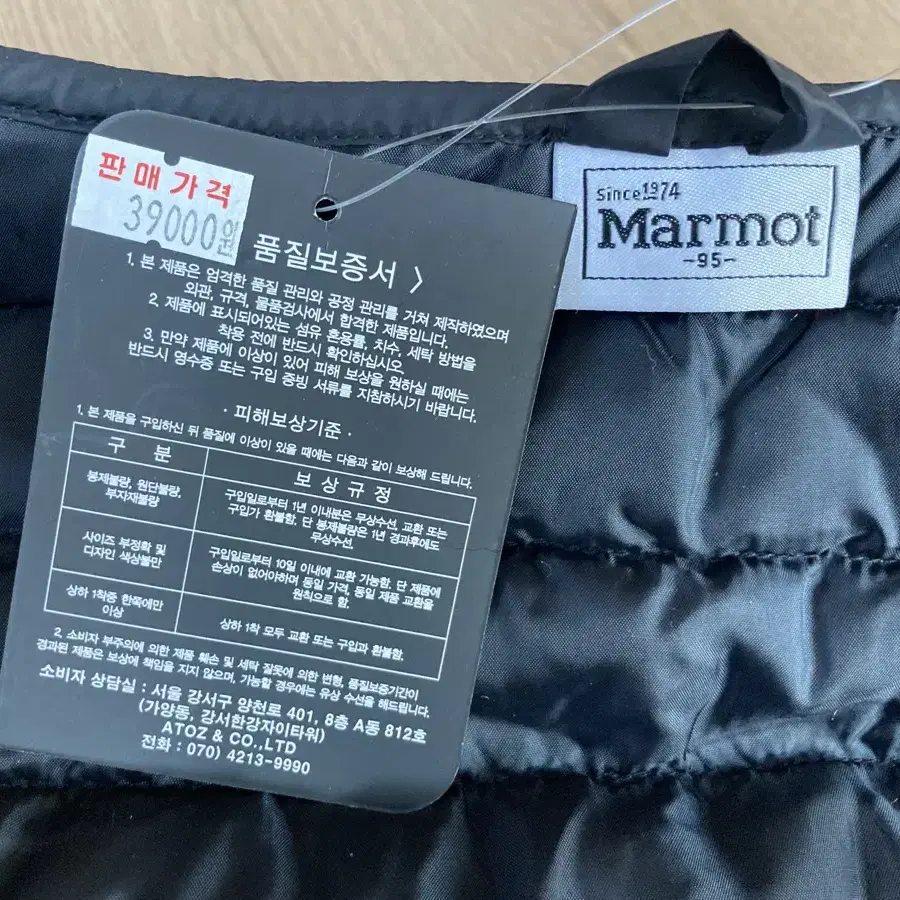 판매가격
39000원
품질보증서 >
1. 본 제품은 엄격한 품질 관리와 공정 관리를 거쳐 제작하였으며
외관, 규격, 물품검사에서 합격한 제품입니다.
2. 제품에 표시되어있는 섬유 혼용률, 치수, 세탁 방법을
착용 전에 반드시 확인하십시오.
3. 만약 제품에 이상이 있어 피해 보상을 원하실 때에는
반드시 영수증 또는 구입 증빙 서류를 지참하시기 바랍니다.
· 피해보상기준 ·
1. 본 제품을 구입하신 뒤 품질에 이상이 있을 때에는 다음과 같이 보상해 드립니다.
구 분
보상규정
봉제불량, 원단불량,
부자재불량
구입일로부터 1년 이내분은 무상수선, 교환 또는
구입가 환불함. 단 봉제불량은 1년 경과후에도
무상수선.
사이즈 부정확 및
디자인 색상불만
구입일로부터 10일 이내에 교환 가능함. 단 제품에
손상이 없어야하며 동일 가격, 동일 제품 교환을
원칙으로 함.
상하 1착중 한쪽에만
이상
상하 1착 모두 교환 또는 구입과 환불함.
2. 소비자 부주의에 의한 제품 훼손 및 세탁 잘못에 의한 변형, 품질보증기간이
경과된 제품은 보상에 책임을 지지 않으며, 가능할 경우에는 유상 수선을 해드립니다.
소비자 상담실 : 서울 강서구 양천로 401, 8층 A동 812호
(가양동, 강서한강자이타워)
ATOZ & CO.,LTD
전화 : 070) 4213-9990
Since 1974
Marmot
-95-